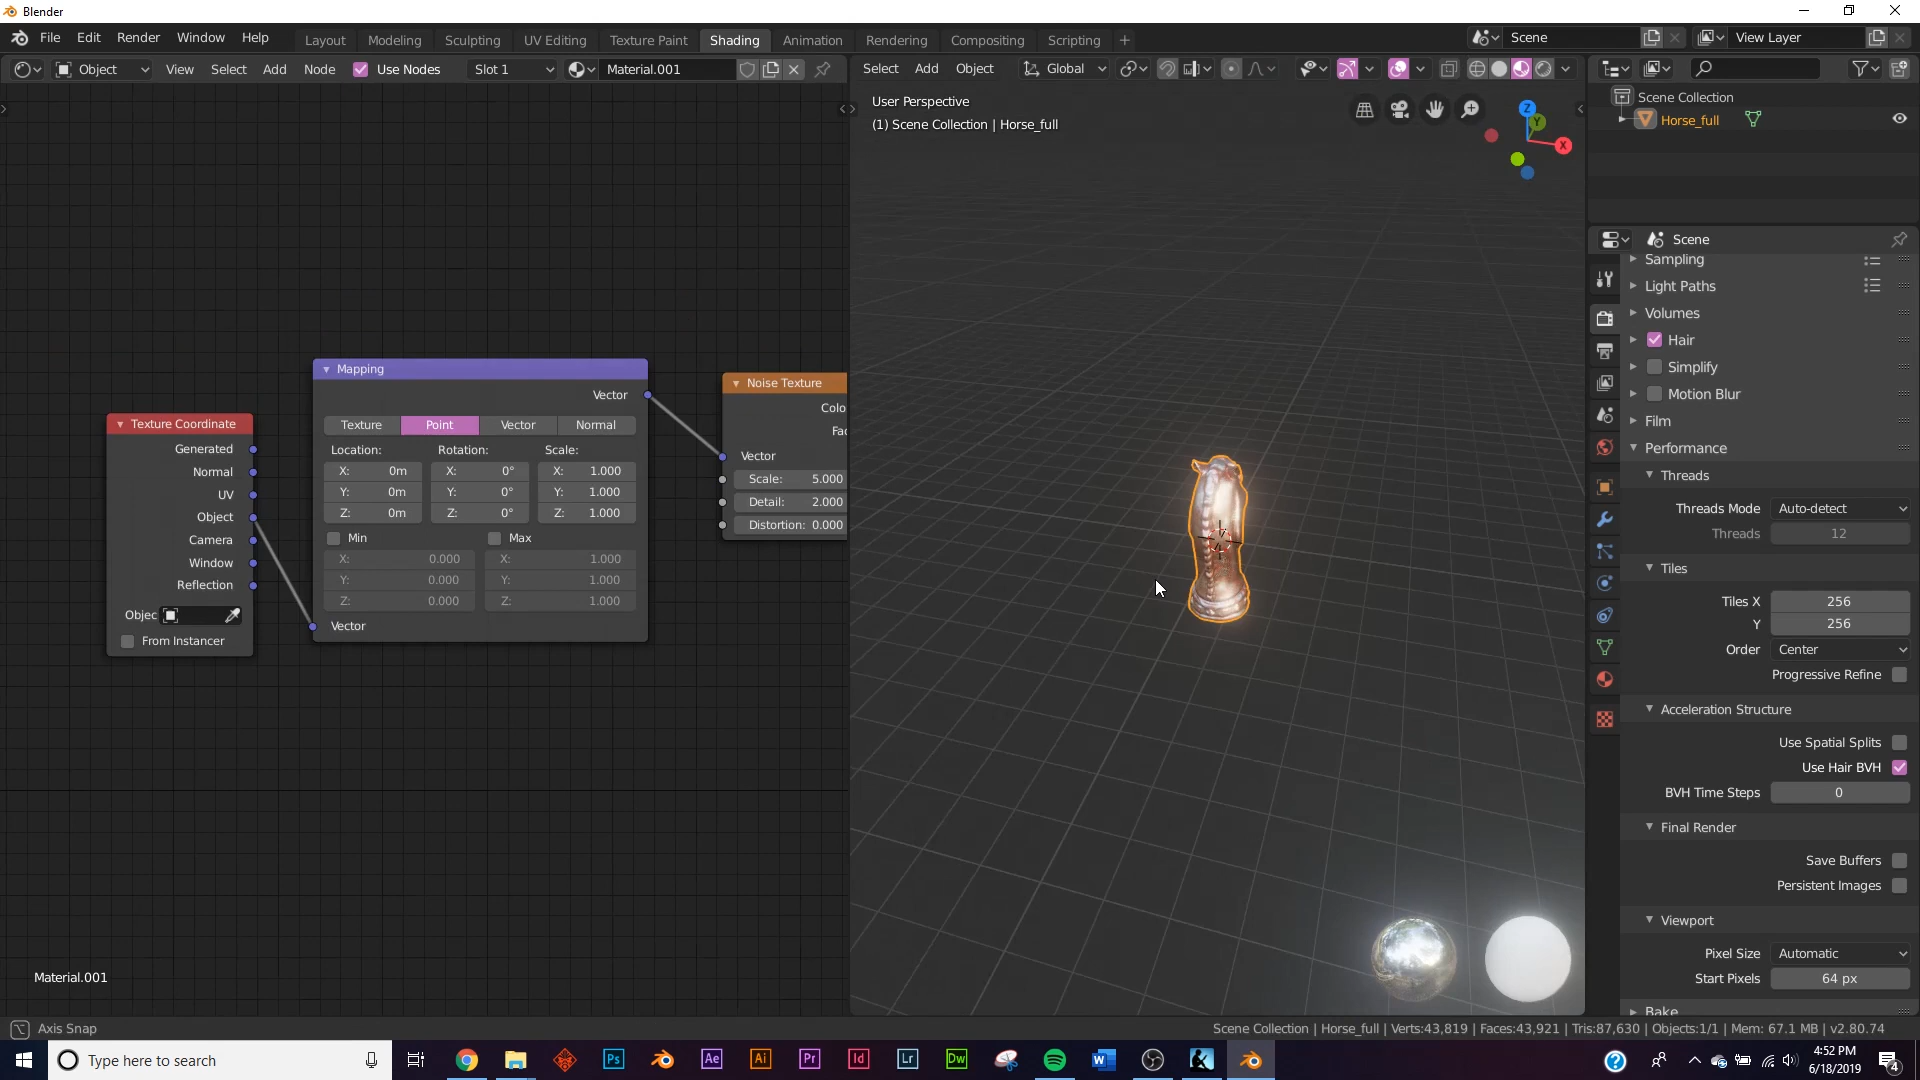 Blender
File Edit Render Window Help
Layout Modeling Sculpting UV Editing Texture Paint Shading Animation Rendering Compositing Scripting +
Scene
View Layer
Object View Select Add Node Use Nodes Slot 1 Material.001
Select Add Object Global
User Perspective
(1) Scene Collection | Horse_full
Z
Y
X
Scene Collection
Horse_full
Scene
Sampling
Light Paths
Volumes
Hair
Simplify
Motion Blur
Film
Performance
Threads
Threads Mode Auto-detect
Threads 12
Tiles
Tiles X 256
Y 256
Order Center
Progressive Refine
Acceleration Structure
Use Spatial Splits
Use Hair BVH
BVH Time Steps 0
Final Render
Save Buffers
Persistent Images
Viewport
Pixel Size Automatic
Start Pixels 64 px
Bake
Texture Coordinate
Generated
Normal
UV
Object
Camera
Window
Reflection
Objec
From Instancer
Mapping
Vector
Texture Point Vector Normal
Location: Rotation: Scale:
X: 0m X: 0° X: 1.000
Y: 0m Y: 0° Y: 1.000
Z: 0m Z: 0° Z: 1.000
Min Max
X: 0.000 X: 1.000
Y: 0.000 Y: 1.000
Z: 0.000 Z: 1.000
Vector
Noise Texture
Colo
Fac
Vector
Scale: 5.000
Detail: 2.000
Distortion: 0.000
Material.001
Axis Snap
Scene Collection | Horse_full | Verts:43,819 | Faces:43,921 | Tris:87,630 | Objects:1/1 | Mem: 67.1 MB | v2.80.74
Type here to search
Ps Ae Ai Pr Id Lr Dw W
4:52 PM
6/18/2019
4